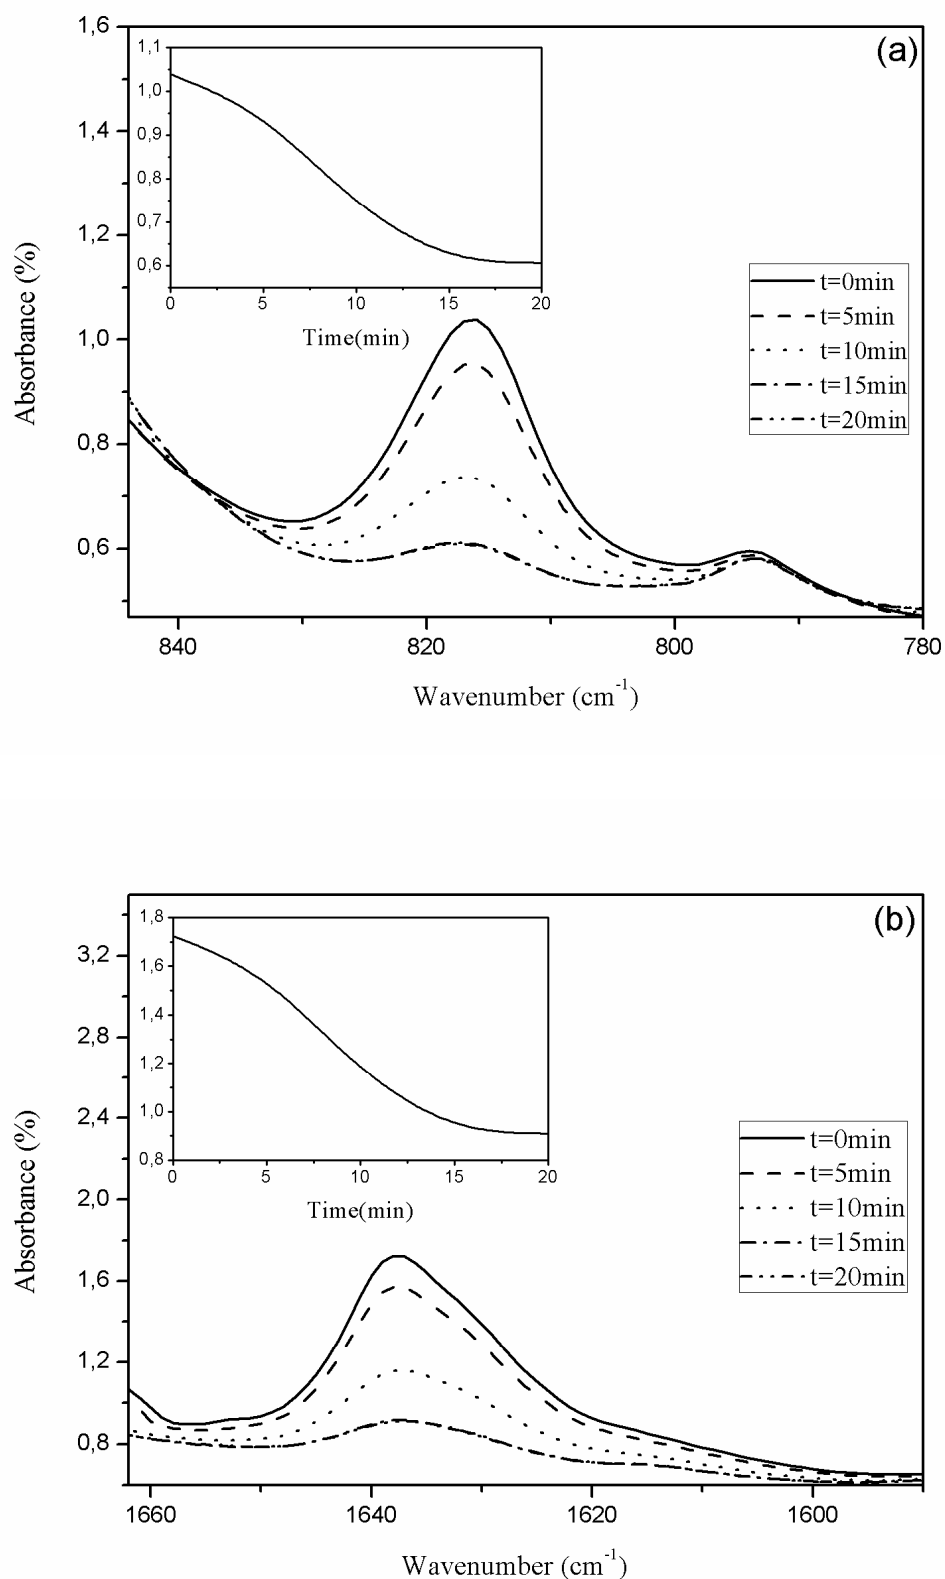 (a)
1,6
1,4
1,2
1,0
0,8
0,6
Absorbance (%)
1,1
1,0
0,9
0,8
0,7
0,6
0 5 10 15 20
Time(min)
t=0min
t=5min
t=10min
t=15min
t=20min
840 820 800 780
Wavenumber (cm⁻¹)
(b)
3,2
2,8
2,4
2,0
1,6
1,2
0,8
Absorbance (%)
1,8
1,6
1,4
1,2
1,0
0,8
0 5 10 15 20
Time(min)
t=0min
t=5min
t=10min
t=15min
t=20min
1660 1640 1620 1600
Wavenumber (cm⁻¹)